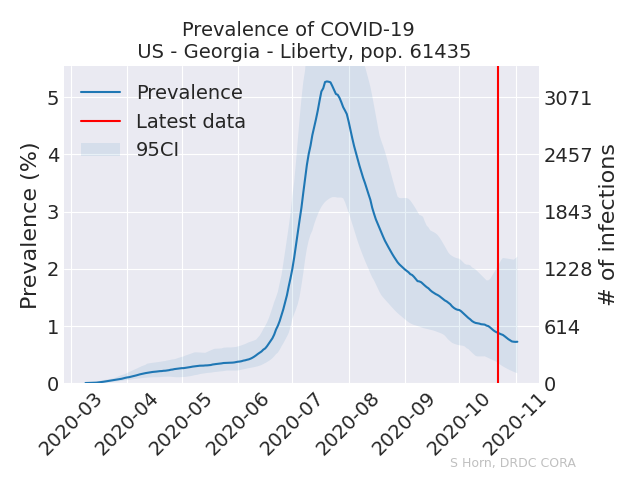 Prevalence of COVID-19
US - Georgia - Liberty, pop. 61435
Prevalence
Latest data
95CI
Prevalence (%)
5
4
3
2
1
0
3071
2457
1843
1228
614
0
# of infections
2020-03
2020-04
2020-05
2020-06
2020-07
2020-08
2020-09
2020-10
2020-11
S Horn, DRDC CORA